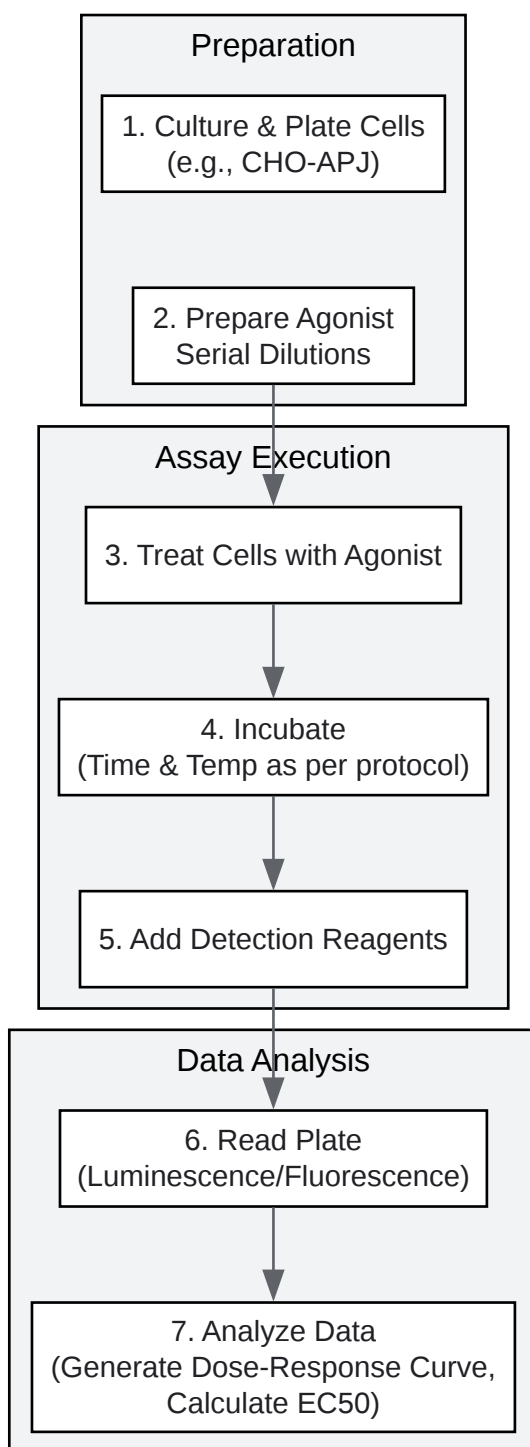 Preparation
1. Culture & Plate Cells
(e.g., CHO-APJ)
2. Prepare Agonist
Serial Dilutions
Assay Execution
3. Treat Cells with Agonist
4. Incubate
(Time & Temp as per protocol)
5. Add Detection Reagents
Data Analysis
6. Read Plate
(Luminescence/Fluorescence)
7. Analyze Data
(Generate Dose-Response Curve,
Calculate EC50)